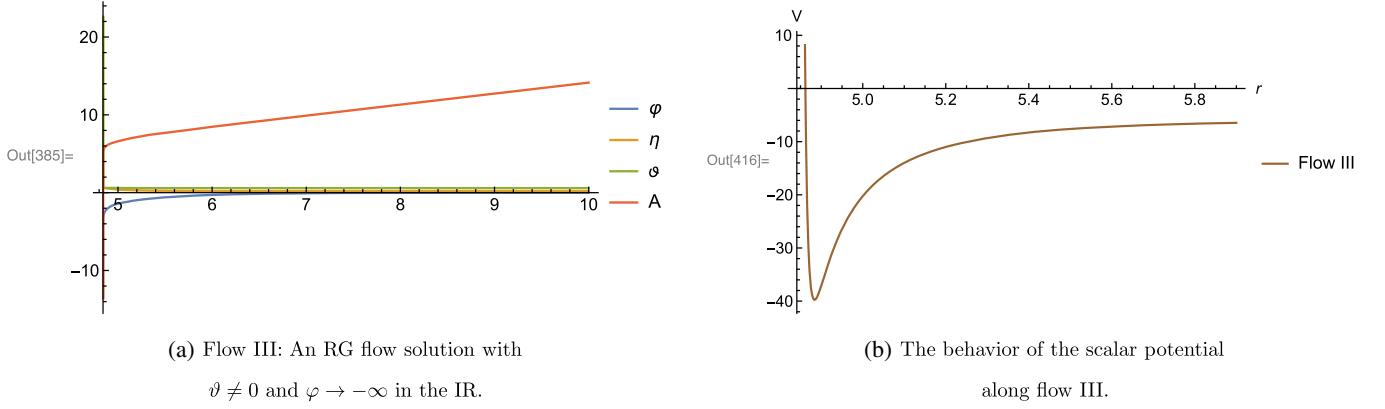 20
10
−10
5
6
7
8
9
10
Out[385]=
φ
η
ϑ
A
V
10
−10
−20
−30
−40
5.0
5.2
5.4
5.6
5.8
r
Out[416]=
Flow III
(a) Flow III: An RG flow solution with
ϑ ≠ 0 and φ → −∞ in the IR.
(b) The behavior of the scalar potential
along flow III.